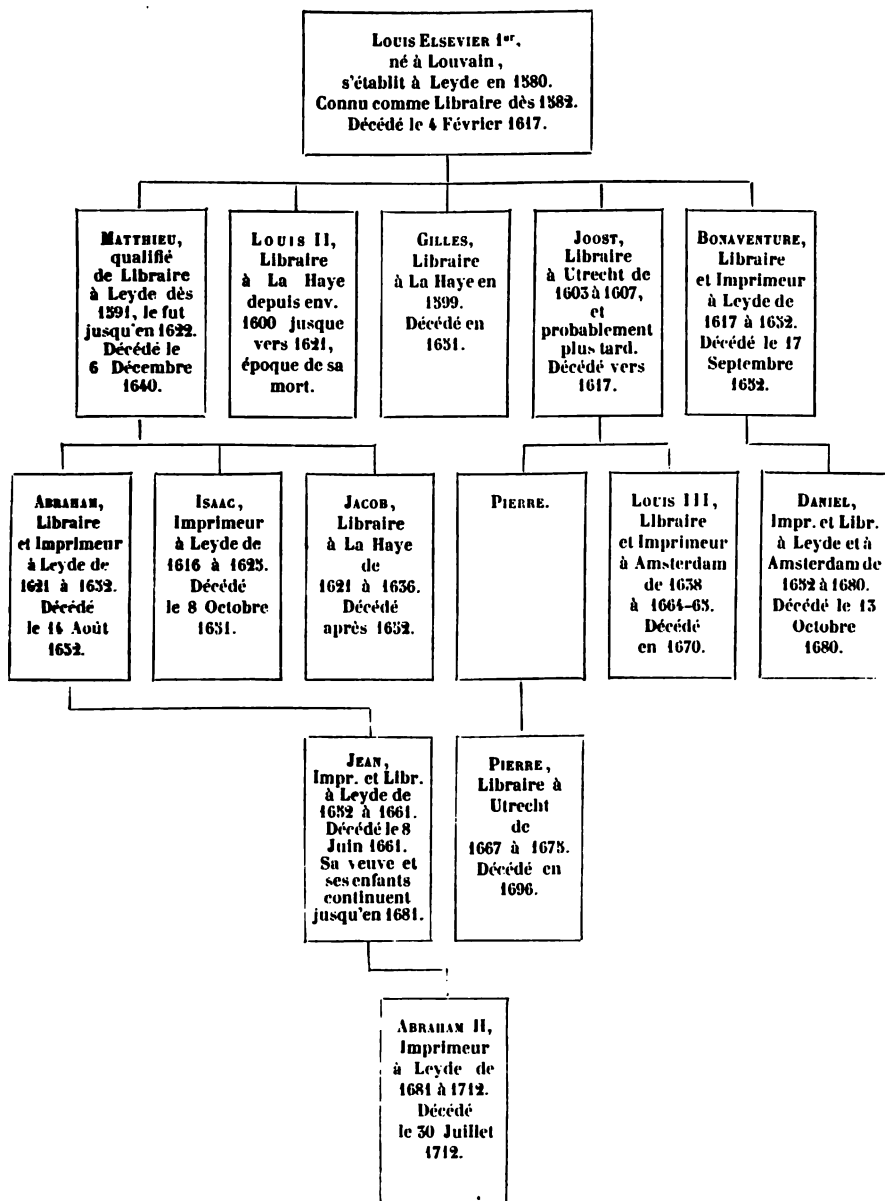 LOUIS ELSEVIER 1er,
né à Louvain,
s'établit à Leyde en 1580.
Connu comme Libraire dès 1582.
Décédé le 4 Février 1617.
MATTHIEU,
qualifié
de Libraire
à Leyde dès
1591, le fut
jusqu'en 1622.
Décédé le
6 Décembre
1640.
LOUIS II,
Libraire
à La Haye
depuis env.
1600 jusque
vers 1621,
époque de sa
mort.
GILLES,
Libraire
à La Haye en
1599.
Décédé en
1651.
JOOST,
Libraire
à Utrecht de
1603 à 1607,
et
probablement
plus tard.
Décédé vers
1617.
BONAVENTURE,
Libraire
et Imprimeur
à Leyde de
1617 à 1652.
Décédé le 17
Septembre
1652.
ABRAHAM,
Libraire
et Imprimeur
à Leyde de
1621 à 1652.
Décédé
le 14 Août
1652.
ISAAC,
Imprimeur
à Leyde de
1616 à 1625.
Décédé
le 8 Octobre
1651.
JACOB,
Libraire
à La Haye
de
1621 à 1636.
Décédé
après 1652.
PIERRE.
LOUIS III,
Libraire
et Imprimeur
à Amsterdam
de 1638
à 1664-65.
Décédé
en 1670.
DANIEL,
Impr. et Libr.
à Leyde et à
Amsterdam de
1652 à 1680.
Décédé le 13
Octobre
1680.
JEAN,
Impr. et Libr.
à Leyde de
1652 à 1661.
Décédé le 8
Juin 1661.
Sa veuve et
ses enfants
continuent
jusqu'en 1681.
PIERRE,
Libraire à
Utrecht
de
1667 à 1675.
Décédé en
1696.
ABRAHAM II,
Imprimeur
à Leyde de
1681 à 1712.
Décédé
le 30 Juillet
1712.